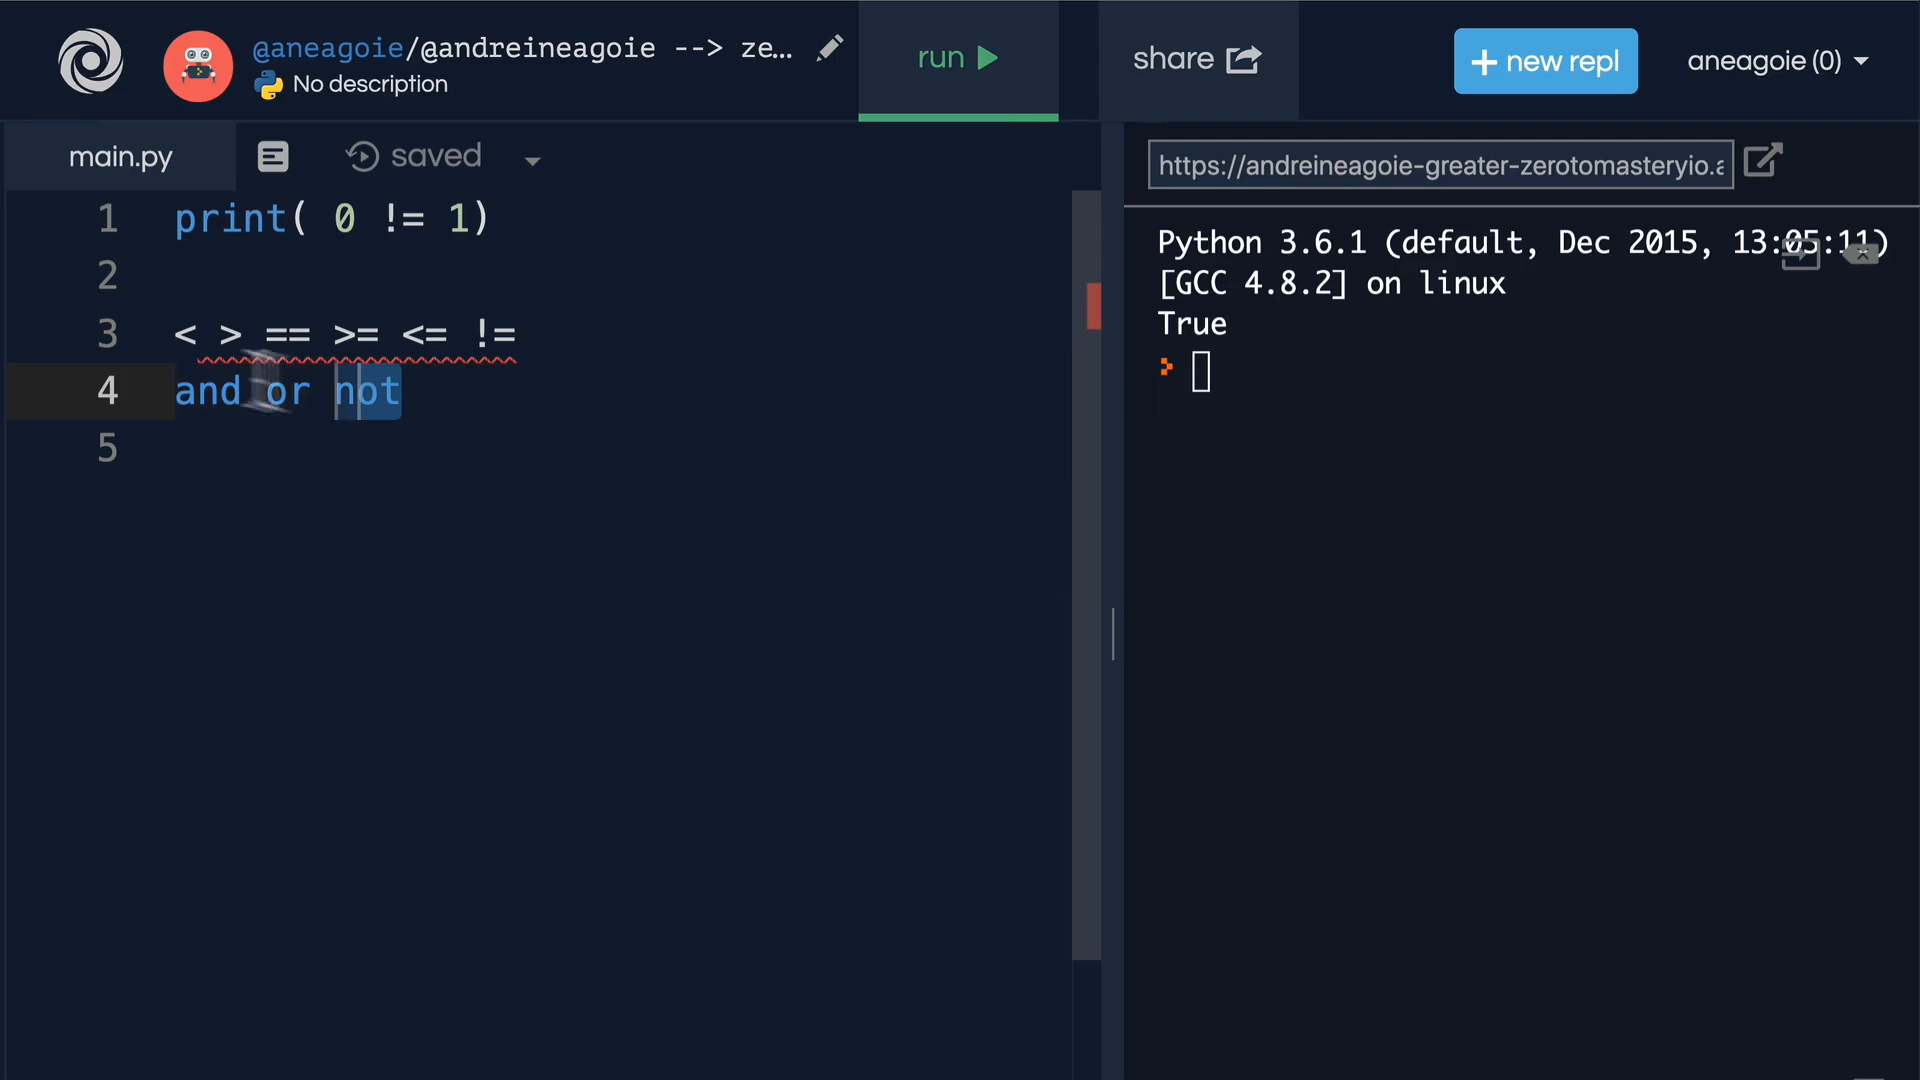 @aneagoie/@andreineagoie --> ze...
No description
run
share
+ new repl
aneagoie (0)
main.py
saved
https://andreineagoie-greater-zerotomasteryio.
1 print( 0 != 1)
2
3 < > == >= <= !=
4 and or not
5
Python 3.6.1 (default, Dec 2015, 13:05:11)
[GCC 4.8.2] on linux
True